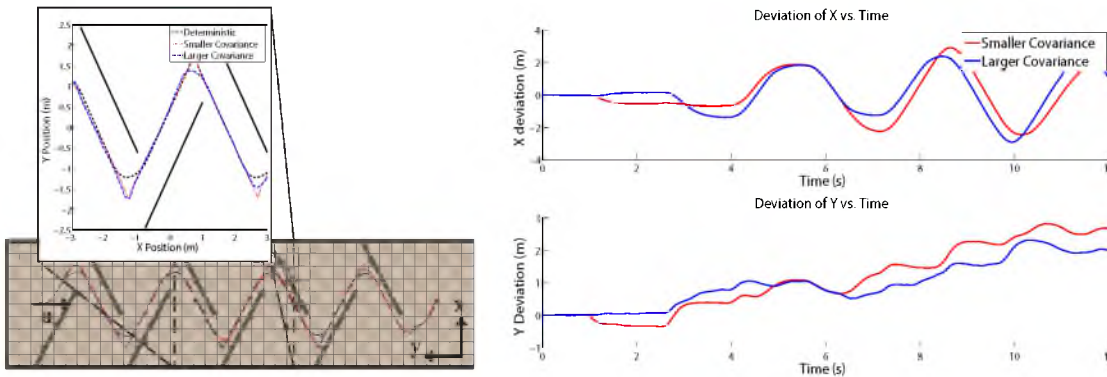 2.5
2
1.5
1
0.5
0
-0.5
-1
-1.5
-2
-2.5
Y Position (m)
Deterministic
Smaller Covariance
Larger Covariance
-3 -2 -1 0 1 2 3
X Position (m)
x
y
Deviation of X vs. Time
X deviation (m)
4
2
0
-2
-4
Smaller Covariance
Larger Covariance
0 2 4 6 8 10 12
Time (s)
Deviation of Y vs. Time
Y Deviation (m)
3
2
1
0
-1
0 2 4 6 8 10 12
Time (s)